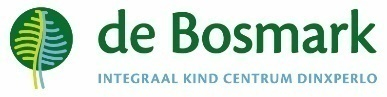 de Bosmark
INTEGRAAL KIND CENTRUM DINXPERLO